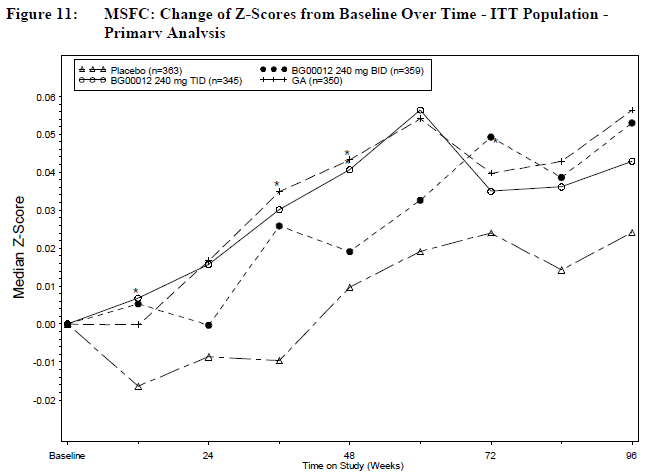 Figure 11: MSFC: Change of Z-Scores from Baseline Over Time - ITT Population -
Primary Analysis
Placebo (n=363)
BG00012 240 mg BID (n=359)
BG00012 240 mg TID (n=345)
GA (n=350)
0.06
0.05
0.04
0.03
0.02
0.01
0.00
-0.01
-0.02
Median Z-Score
*
*
*
*
Baseline
24
48
72
96
Time on Study (Weeks)